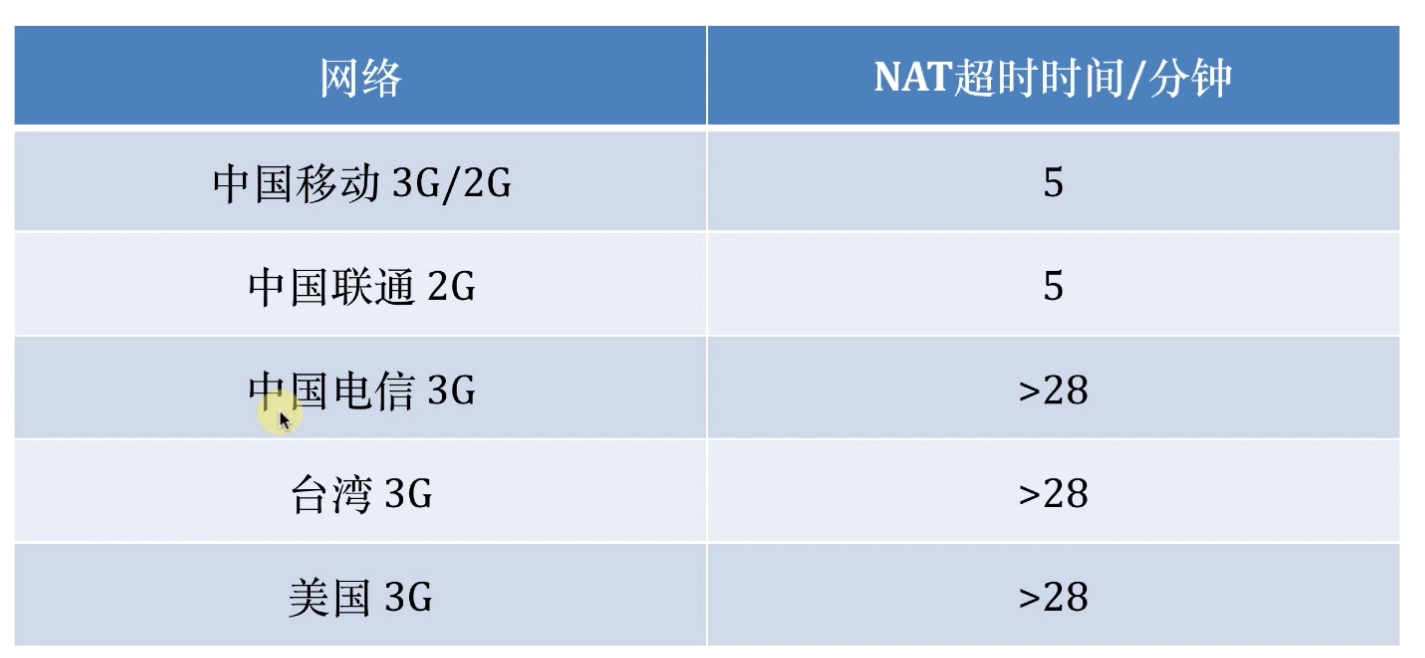 网络 NAT超时时间/分钟
中国移动 3G/2G 5
中国联通 2G 5
中国电信 3G >28
台湾 3G >28
美国 3G >28